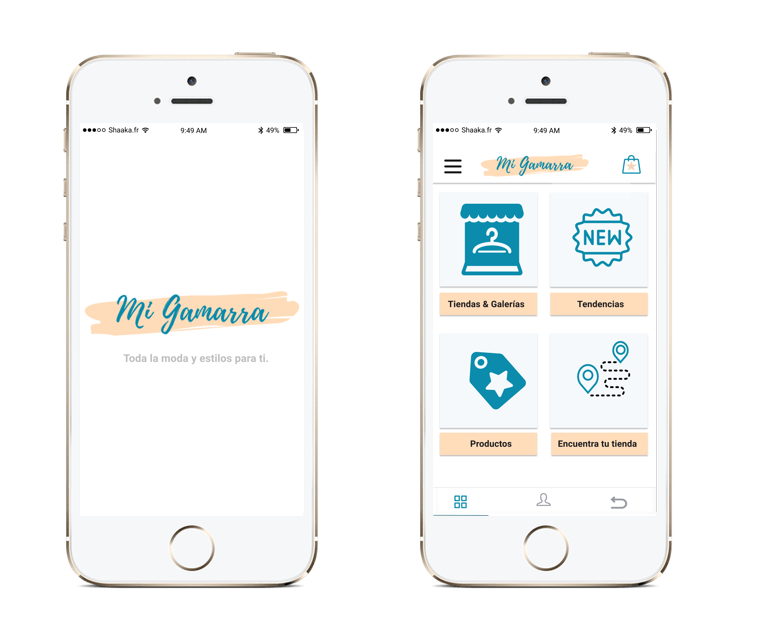 Shaaka.fr 9:49 AM 49%
Mi Gamarra
Toda la moda y estilos para ti.
Shaaka.fr 9:49 AM 49%
Mi Gamarra
NEW
Tiendas & Galerías Tendencias
Productos Encuentra tu tienda